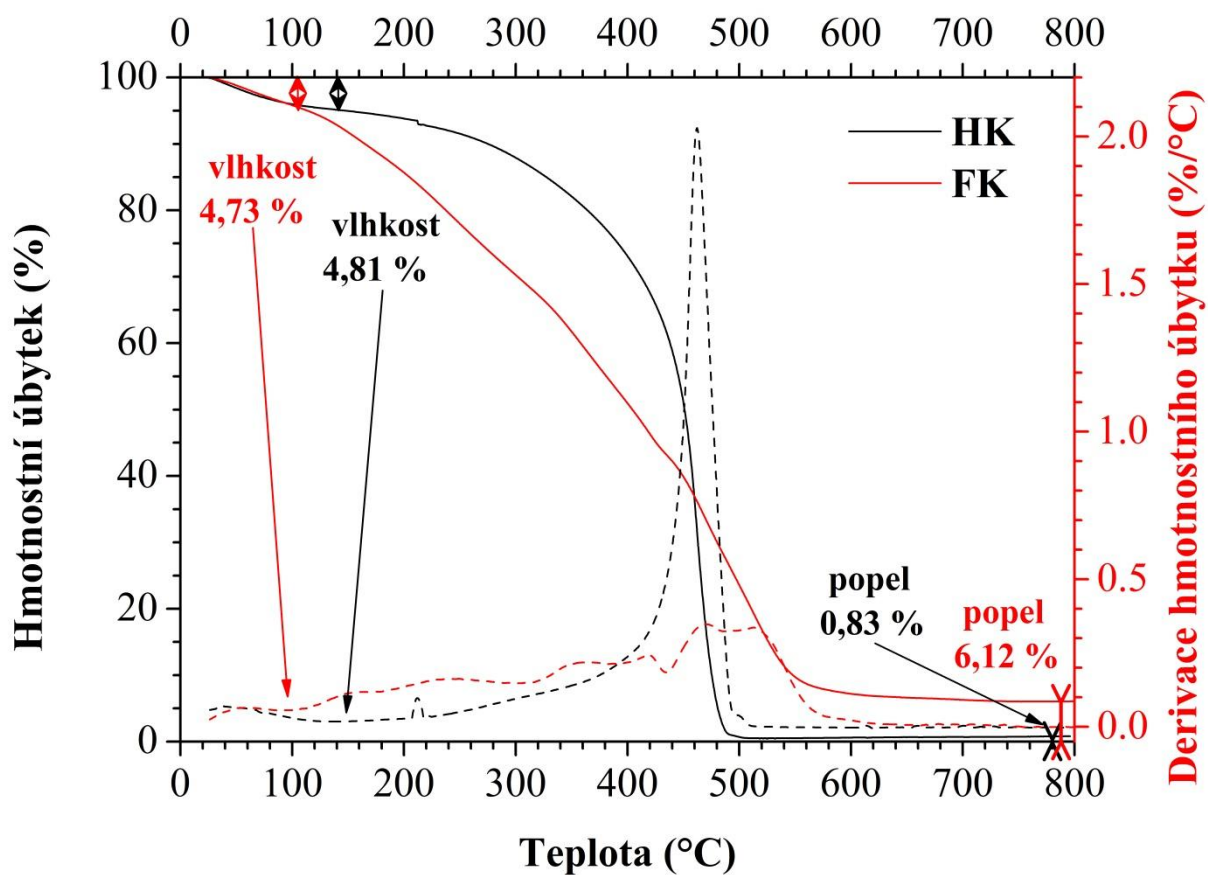 0 100 200 300 400 500 600 700 800
100
80
60
40
20
0
Hmotnostní úbytek (%)
HK
FK
vlhkost
4,73 %
vlhkost
4,81 %
popel
0,83 %
popel
6,12 %
2.0
1.5
1.0
0.5
0.0
Derivace hmotnostního úbytku (%/°C)
0 100 200 300 400 500 600 700 800
Teplota (°C)